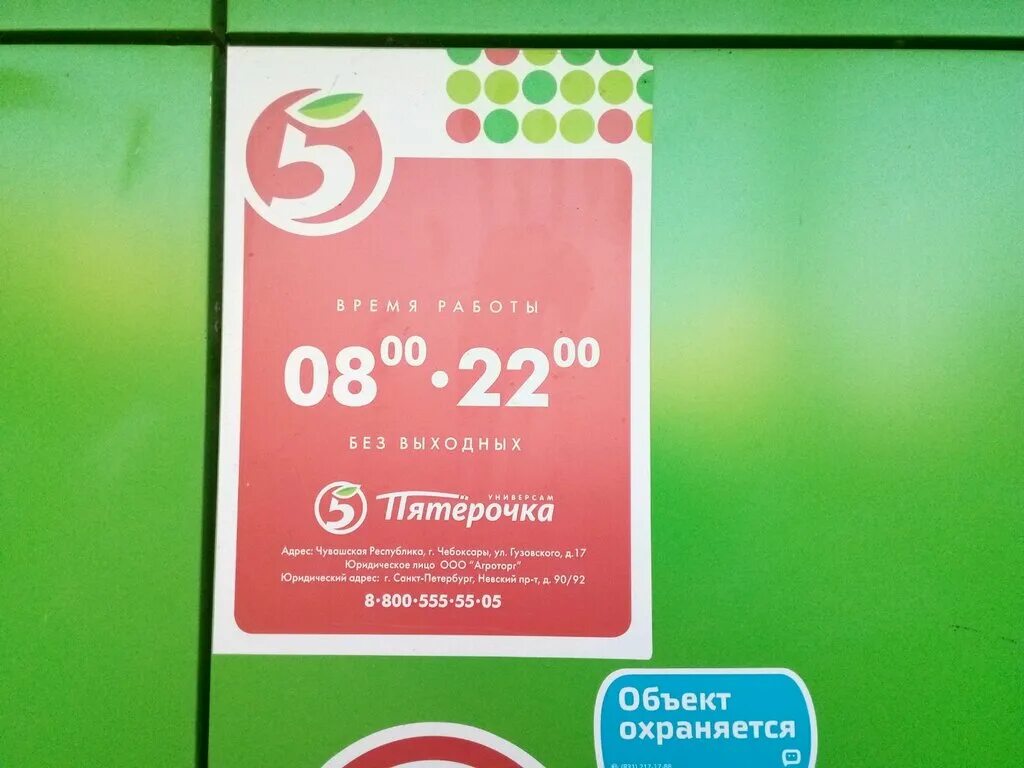 5
ВРЕМЯ РАБОТЫ
08⁰⁰·22⁰⁰
БЕЗ ВЫХОДНЫХ
УНИВЕРСАМ
5 Пятёрочка
Адрес: Чувашская Республика, г. Чебоксары, ул. Гузовского, д.17
Юридическое лицо ООО "Агроторг"
Юридический адрес: г. Санкт-Петербург, Невский пр-т, д. 90/92
8·800·555·55·05
Объект
охраняется